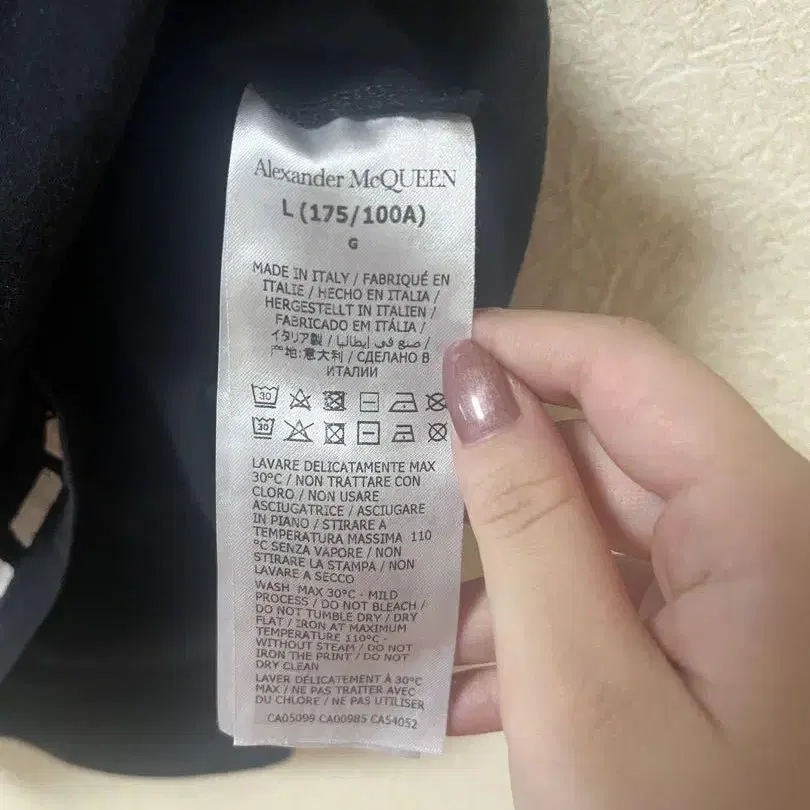 Alexander McQUEEN
L (175/100A)
G
MADE IN ITALY / FABRIQUÉ EN
ITALIE / HECHO EN ITALIA /
HERGESTELLT IN ITALIEN /
FABRICADO EM ITÁLIA /
イタリア製 / صنع في إيطاليا /
产地:意大利 / СДЕЛАНО В
ИТАЛИИ
30
30
LAVARE DELICATAMENTE MAX
30°C / NON TRATTARE CON
CLORO / NON USARE
ASCIUGATRICE / ASCIUGARE
IN PIANO / STIRARE A
TEMPERATURA MASSIMA 110
°C SENZA VAPORE / NON
STIRARE LA STAMPA / NON
LAVARE A SECCO
WASH MAX 30°C - MILD
PROCESS / DO NOT BLEACH /
DO NOT TUMBLE DRY / DRY
FLAT / IRON AT MAXIMUM
TEMPERATURE 110°C -
WITHOUT STEAM / DO NOT
IRON THE PRINT / DO NOT
DRY CLEAN
LAVER DÉLICATEMENT À 30°C
MAX / NE PAS TRAITER AVEC
DU CHLORE / NE PAS UTILISER
CA05099 CA00985 CA54052